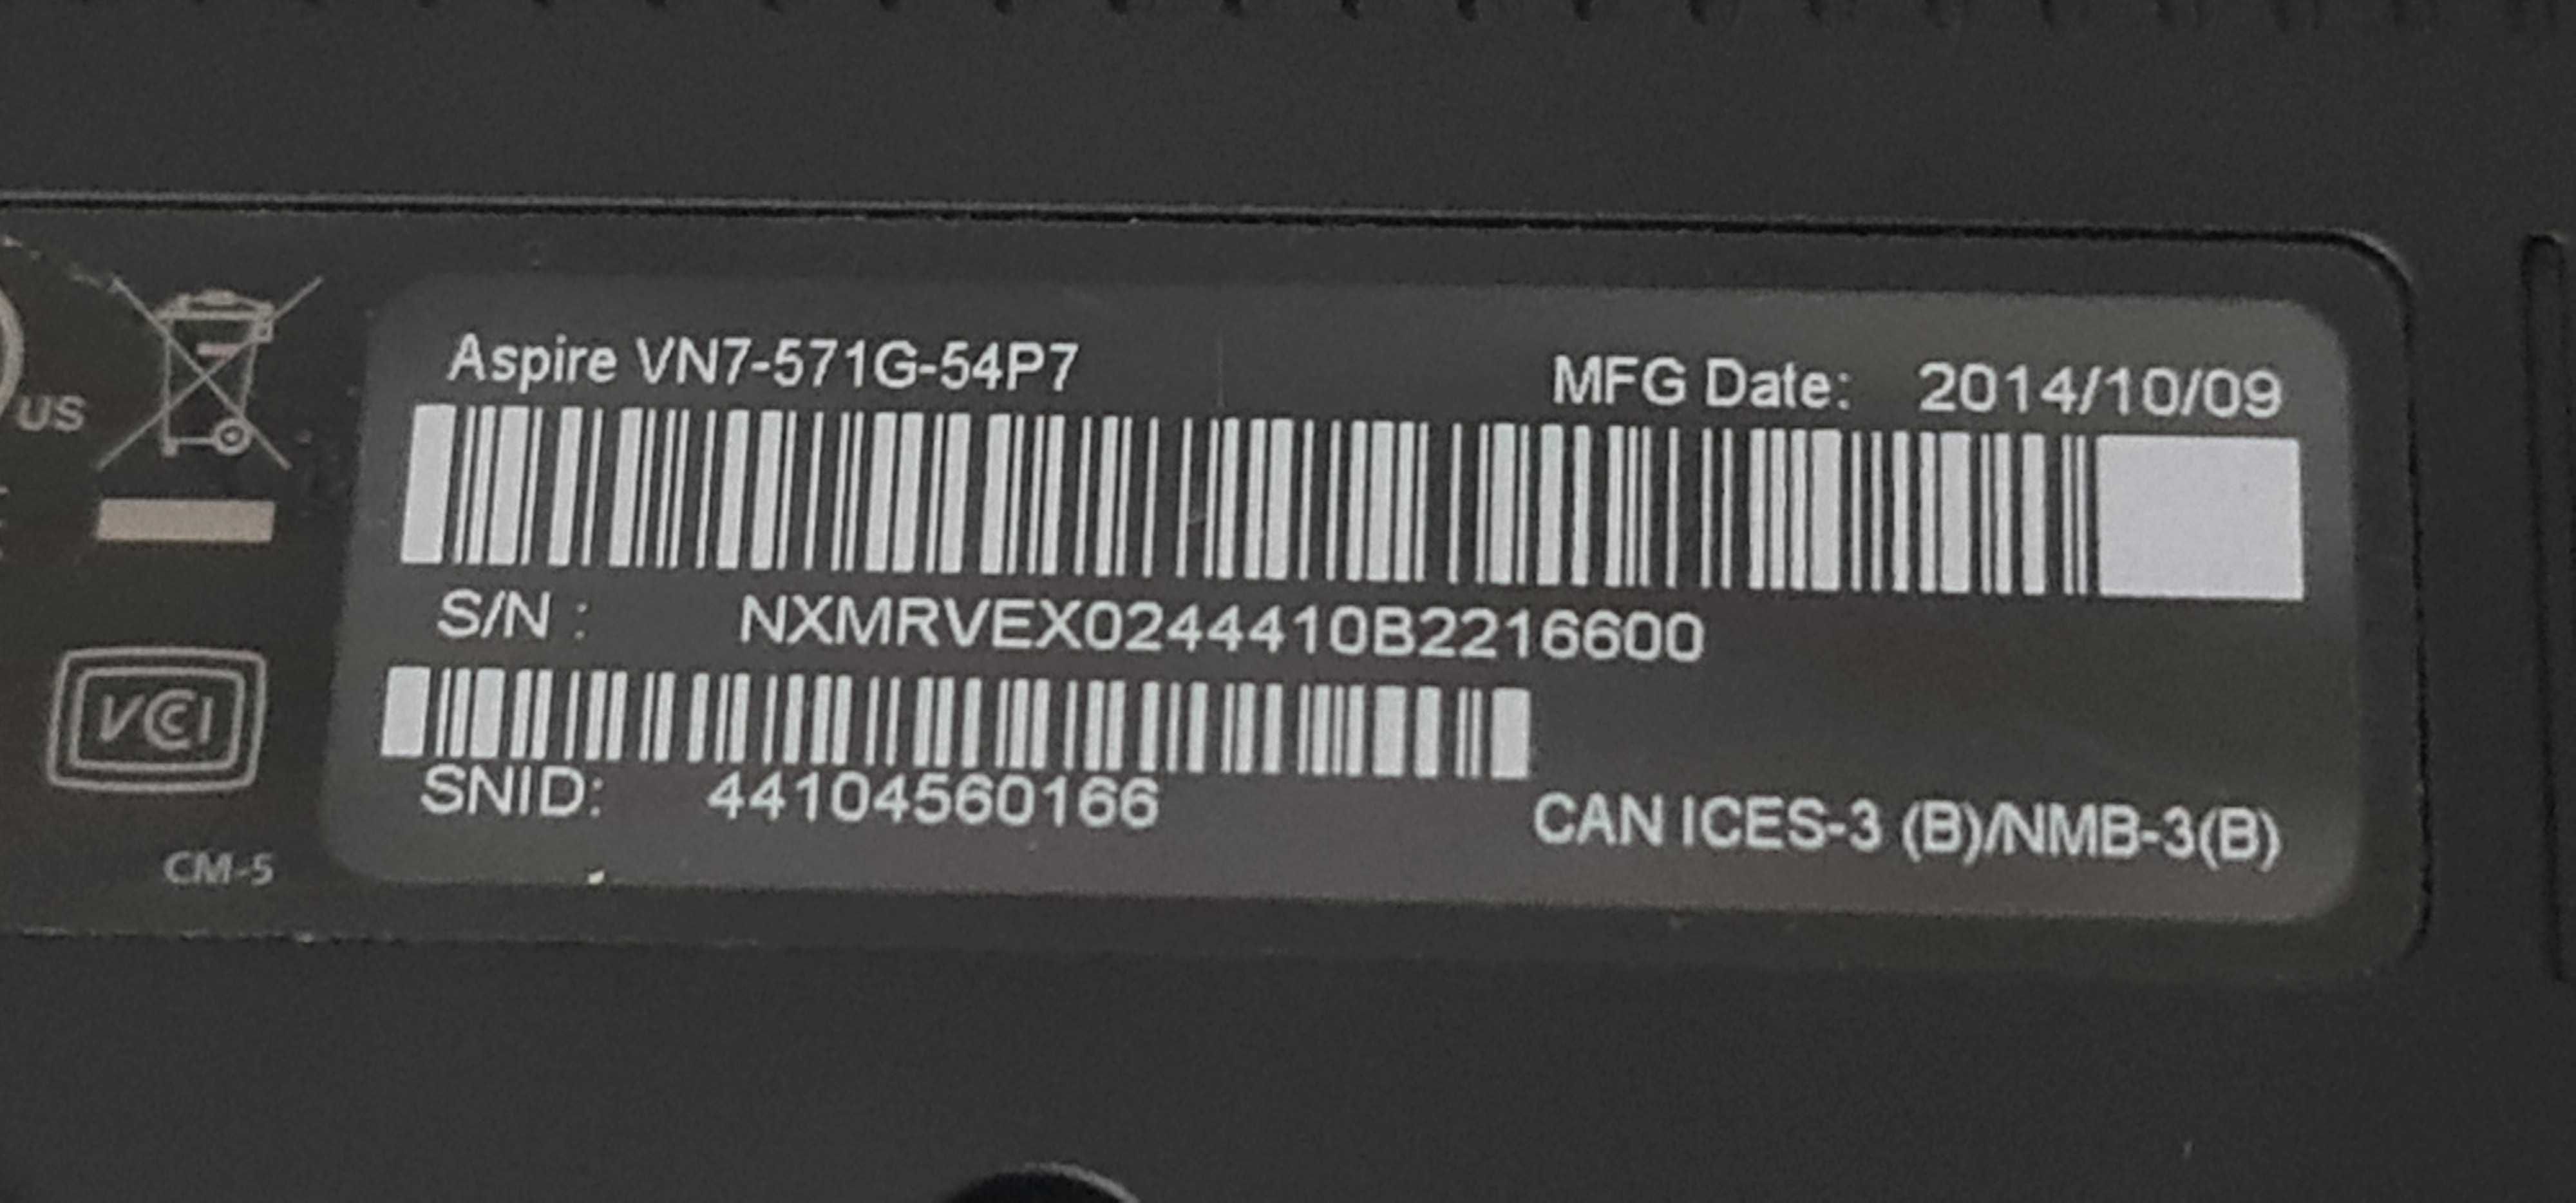 Aspire VN7-571G-54P7 MFG Date: 2014/10/09
US
S/N : NXMRVEX0244410B2216600
VCCI
SNID: 44104560166
CAN ICES-3 (B)/NMB-3(B)
CM-5